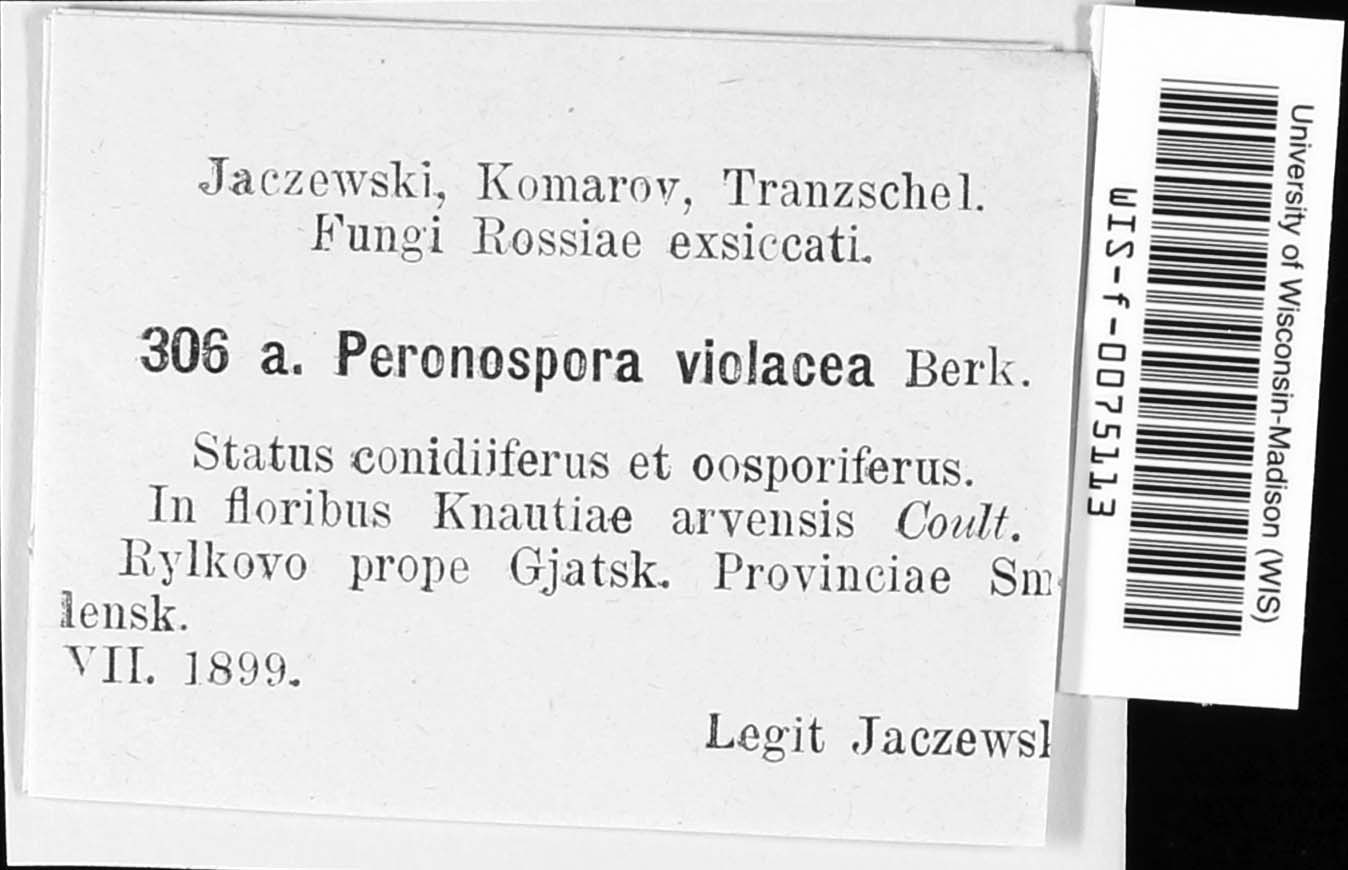 Jaczewski, Komarov, Tranzschel.
Fungi Rossiae exsiccati.
306 a. Peronospora violacea Berk.
Status conidiiferus et oosporiferus.
In floribus Knautiae arvensis Coult.
Rylkovo prope Gjatsk. Provinciae Sm
lensk.
VII. 1899.
Legit Jaczews
University of Wisconsin-Madison (WIS)
WIS-f-0075113